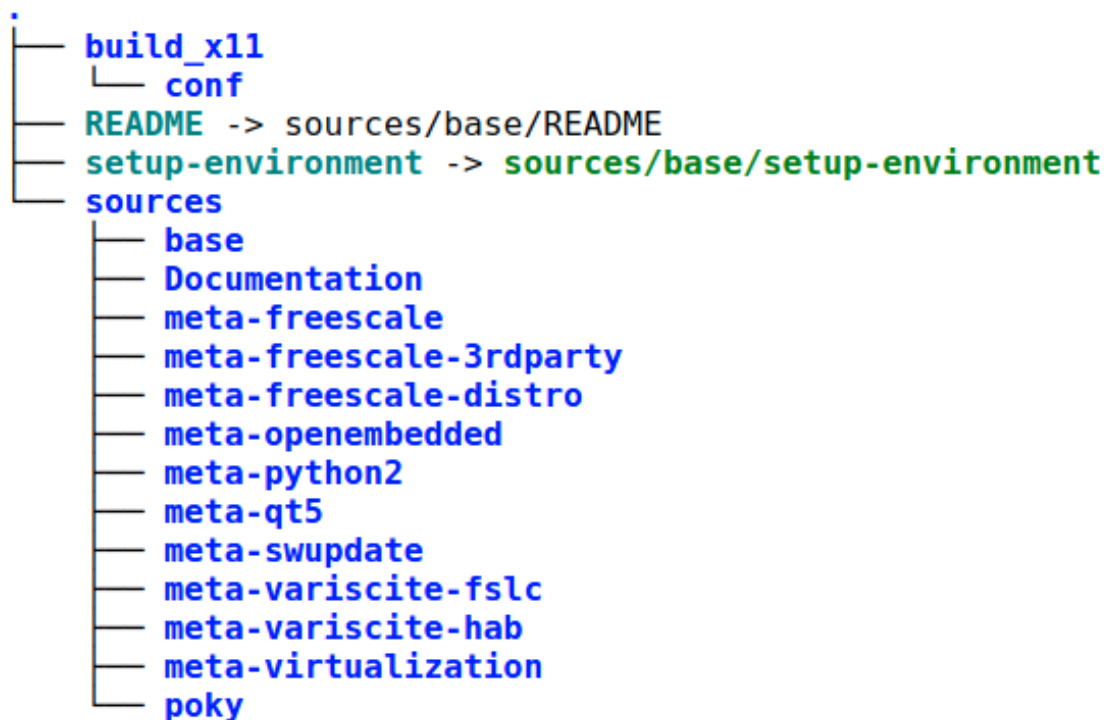 .
├── build_x11
│   └── conf
├── README -> sources/base/README
├── setup-environment -> sources/base/setup-environment
└── sources
    ├── base
    ├── Documentation
    ├── meta-freescale
    ├── meta-freescale-3rdparty
    ├── meta-freescale-distro
    ├── meta-openembedded
    ├── meta-python2
    ├── meta-qt5
    ├── meta-swupdate
    ├── meta-variscite-fslc
    ├── meta-variscite-hab
    ├── meta-virtualization
    └── poky